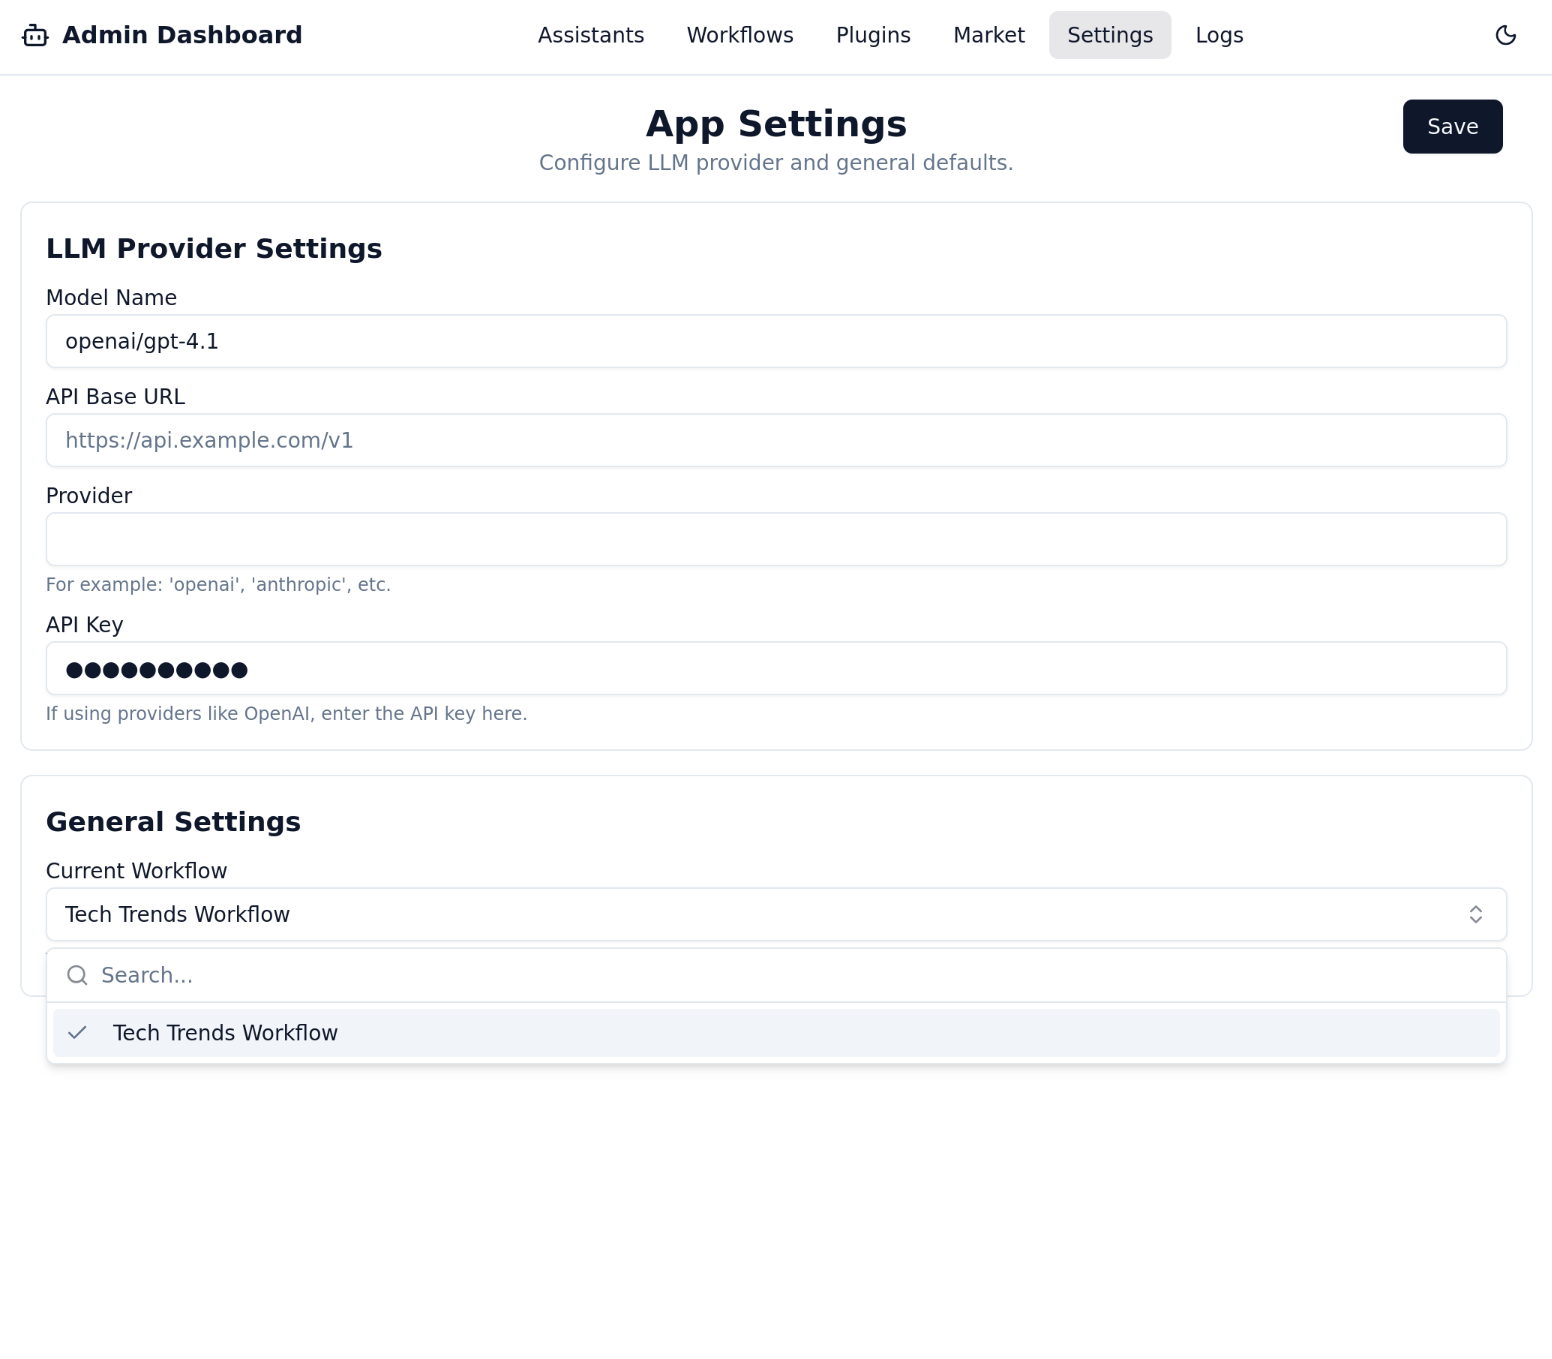 Admin Dashboard
Assistants
Workflows
Plugins
Market
Settings
Logs
App Settings
Save
Configure LLM provider and general defaults.
LLM Provider Settings
Model Name
openai/gpt-4.1
API Base URL
https://api.example.com/v1
Provider
For example: 'openai', 'anthropic', etc.
API Key
●●●●●●●●●●
If using providers like OpenAI, enter the API key here.
General Settings
Current Workflow
Tech Trends Workflow
Search...
Tech Trends Workflow